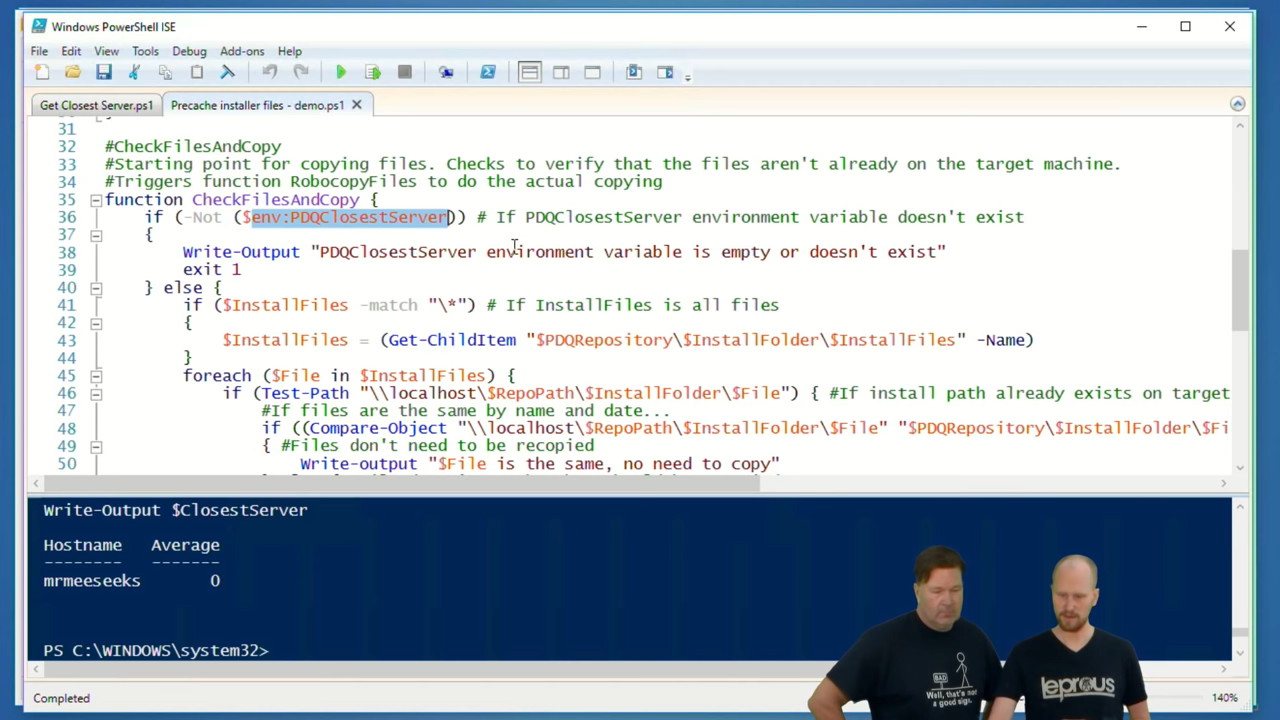 Windows PowerShell ISE
File Edit View Tools Debug Add-ons Help
Get Closest Server.ps1 Precache installer files - demo.ps1
31
32 #CheckFilesAndCopy
33 #Starting point for copying files. Checks to verify that the files aren't already on the target machine.
34 #Triggers function RobocopyFiles to do the actual copying
35 function CheckFilesAndCopy {
36 if (-Not ($env:PDQClosestServer)) # If PDQClosestServer environment variable doesn't exist
37 {
38 Write-Output "PDQClosestServer environment variable is empty or doesn't exist"
39 exit 1
40 } else {
41 if ($InstallFiles -match "\*") # If InstallFiles is all files
42 {
43 $InstallFiles = (Get-ChildItem "$PDQRepository\$InstallFolder\$InstallFiles" -Name)
44 }
45 foreach ($File in $InstallFiles) {
46 if (Test-Path "\\localhost\$RepoPath\$InstallFolder\$File") { #If install path already exists on target
47 #If files are the same by name and date...
48 if ((Compare-Object "\\localhost\$RepoPath\$InstallFolder\$File" "$PDQRepository\$InstallFolder\$Fi
49 { #Files don't need to be recopied
50 Write-output "$File is the same, no need to copy"
Write-Output $ClosestServer
Hostname Average
-------- -------
mrmeeseeks 0
PS C:\WINDOWS\system32>
BAD
Well, that's not
a good sign.
leprous
Completed 140%